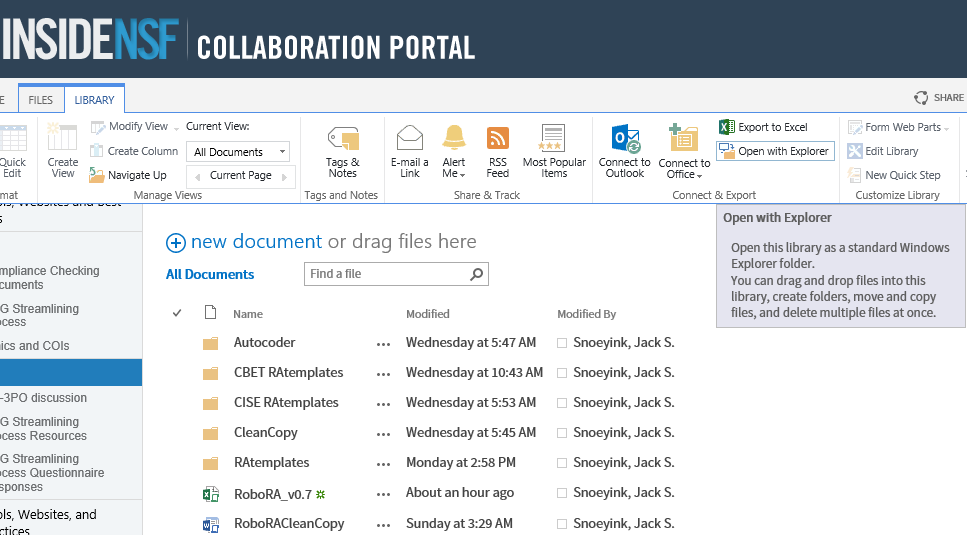 INSIDENSF COLLABORATION PORTAL
E FILES LIBRARY SHARE
Quick
Edit
Create
View
Modify View
Create Column
Navigate Up
Current View:
All Documents
Current Page
Tags &
Notes
E-mail a
Link
Alert
Me
RSS
Feed
Most Popular
Items
Connect to
Outlook
Connect to
Office
Export to Excel
Open with Explorer
Form Web Parts
Edit Library
New Quick Step
mat Manage Views Tags and Notes Share & Track Connect & Export Customize Library
ols, Websites and Best
s
mpliance Checking
cuments
G Streamlining
ocess
hics and COIs
-3PO discussion
G Streamlining
ocess Resources
G Streamlining
ocess Questionnaire
sponses
ols, Websites, and
ctices
new document or drag files here
All Documents Find a file
Name Modified Modified By
Autocoder ... Wednesday at 5:47 AM Snoeyink, Jack S.
CBET RAtemplates ... Wednesday at 10:43 AM Snoeyink, Jack S.
CISE RAtemplates ... Wednesday at 5:53 AM Snoeyink, Jack S.
CleanCopy ... Wednesday at 5:45 AM Snoeyink, Jack S.
RAtemplates ... Monday at 2:58 PM Snoeyink, Jack S.
RoboRA_v0.7 ... About an hour ago Snoeyink, Jack S.
RoboRACleanCopy ... Sunday at 3:29 AM Snoeyink, Jack S.
Open with Explorer
Open this library as a standard Windows
Explorer folder.
You can drag and drop files into this
library, create folders, move and copy
files, and delete multiple files at once.